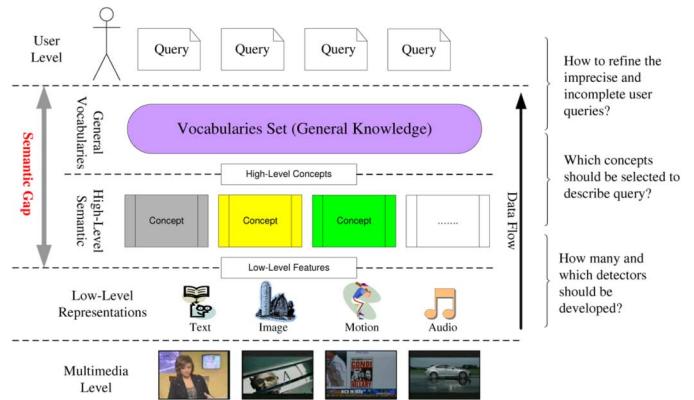 User
Level
Query
Query
Query
Query
How to refine the
imprecise and
incomplete user
queries?
Semantic Gap
General
Vocabularies
Vocabularies Set (General Knowledge)
High-Level Concepts
Which concepts
should be selected to
describe query?
High-Level
Semantic
Concept
Concept
Concept
.......
Data Flow
Low-Level Features
How many and
which detectors
should be
developed?
Low-Level
Representations
Text
Image
Motion
Audio
Multimedia
Level
CONDI
HILLARY